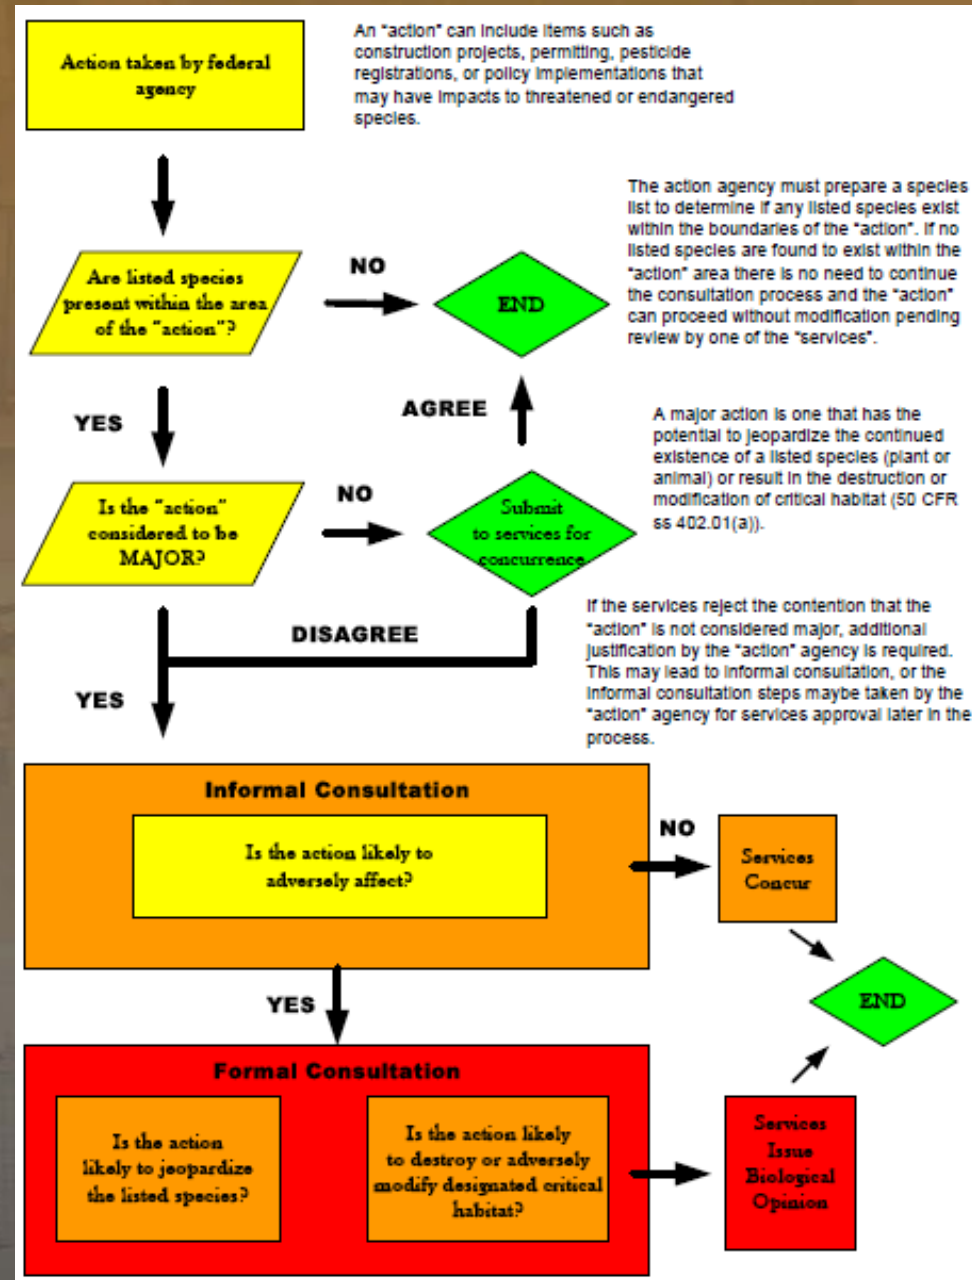 Action taken by federal
agency
An "action" can include items such as
construction projects, permitting, pesticide
registrations, or policy implementations that
may have impacts to threatened or endangered
species.
The action agency must prepare a species
list to determine if any listed species exist
within the boundaries of the "action". If no
listed species are found to exist within the
"action" area there is no need to continue
the consultation process and the "action"
can proceed without modification pending
review by one of the "services".
Are listed species
present within the area
of the "action"?
NO
END
YES
AGREE
A major action is one that has the
potential to jeopardize the continued
existence of a listed species (plant or
animal) or result in the destruction or
modification of critical habitat (50 CFR
ss 402.01(a)).
Is the "action"
considered to be
MAJOR?
NO
Submit
to services for
concurrence
DISAGREE
YES
If the services reject the contention that the
"action" is not considered major, additional
justification by the "action" agency is required.
This may lead to informal consultation, or the
informal consultation steps maybe taken by the
"action" agency for services approval later in the
process.
Informal Consultation
Is the action likely to
adversely affect?
NO
Services
Concur
YES
END
Formal Consultation
Is the action
likely to jeopardize
the listed species?
Is the action likely
to destroy or adversely
modify designated critical
habitat?
Services
Issue
Biological
Opinion